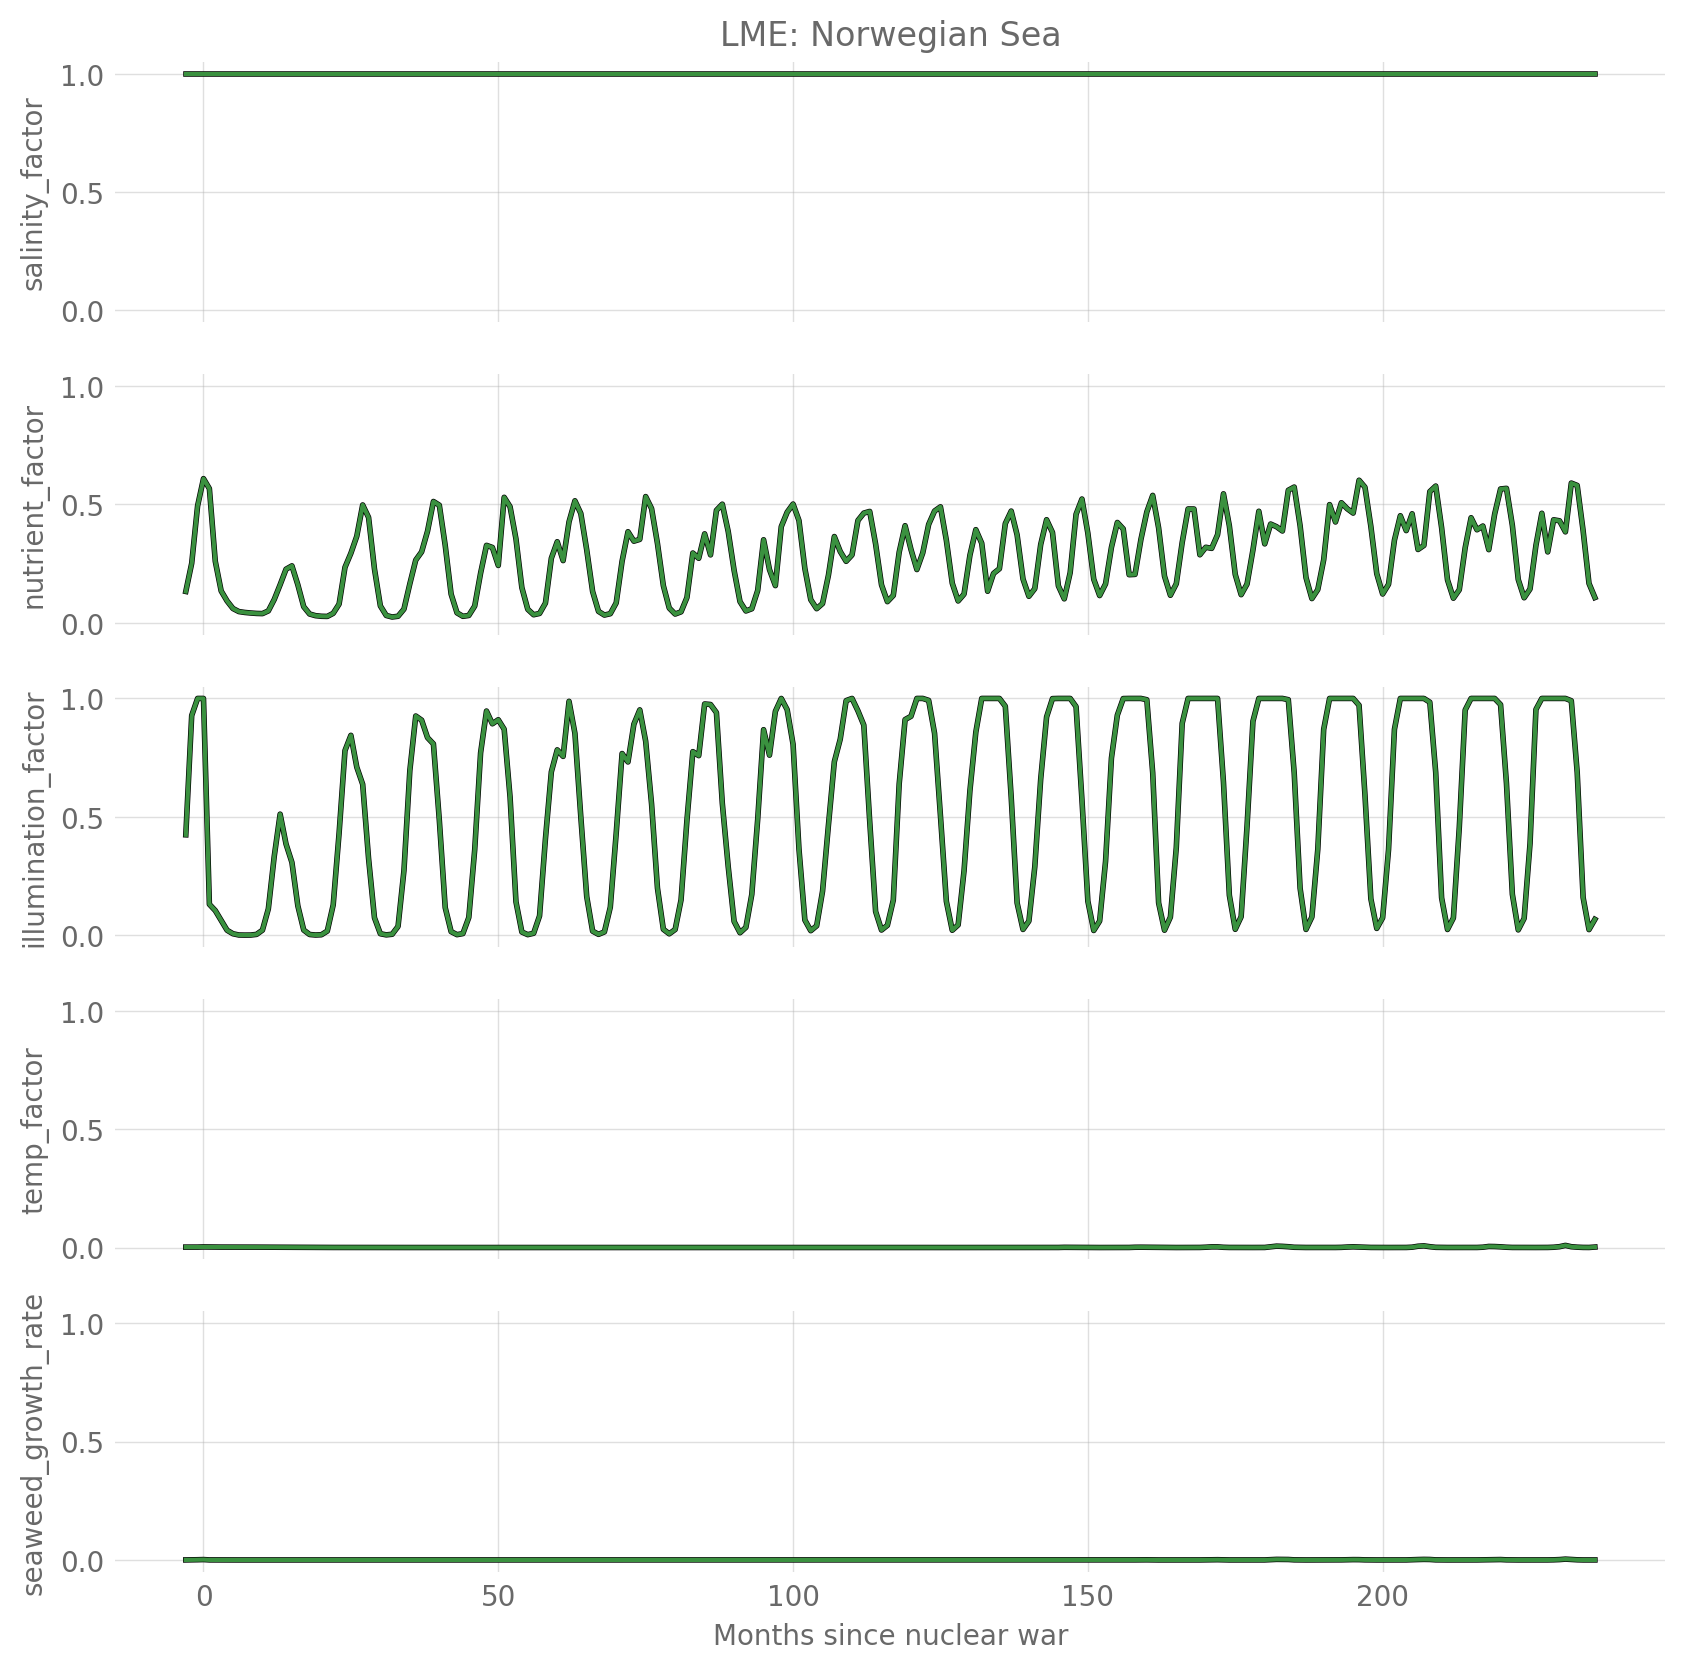 LME: Norwegian Sea
1.0
0.5
0.0
salinity_factor
1.0
0.5
0.0
nutrient_factor
1.0
0.5
0.0
illumination_factor
1.0
0.5
0.0
temp_factor
1.0
0.5
0.0
seaweed_growth_rate
0 50 100 150 200
Months since nuclear war